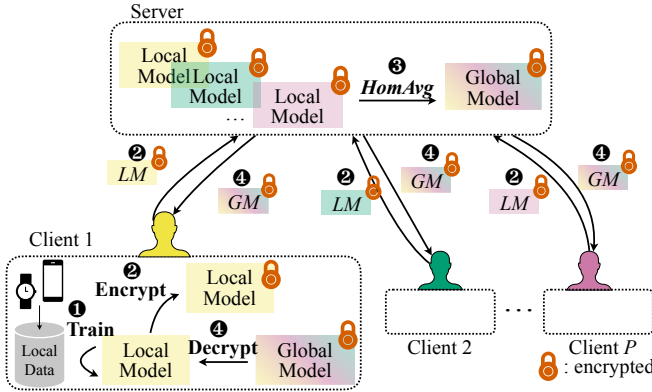 Server
Local
Model
Local
Model
...
Local
Model
❸
HomAvg
Global
Model
❷
LM
❹
GM
❷
LM
❹
GM
❷
LM
❹
GM
Client 1
❶
Train
Local
Data
❷
Encrypt
Local
Model
Local Model
❹
Decrypt
Global
Model
Client 2
...
Client P
: encrypted